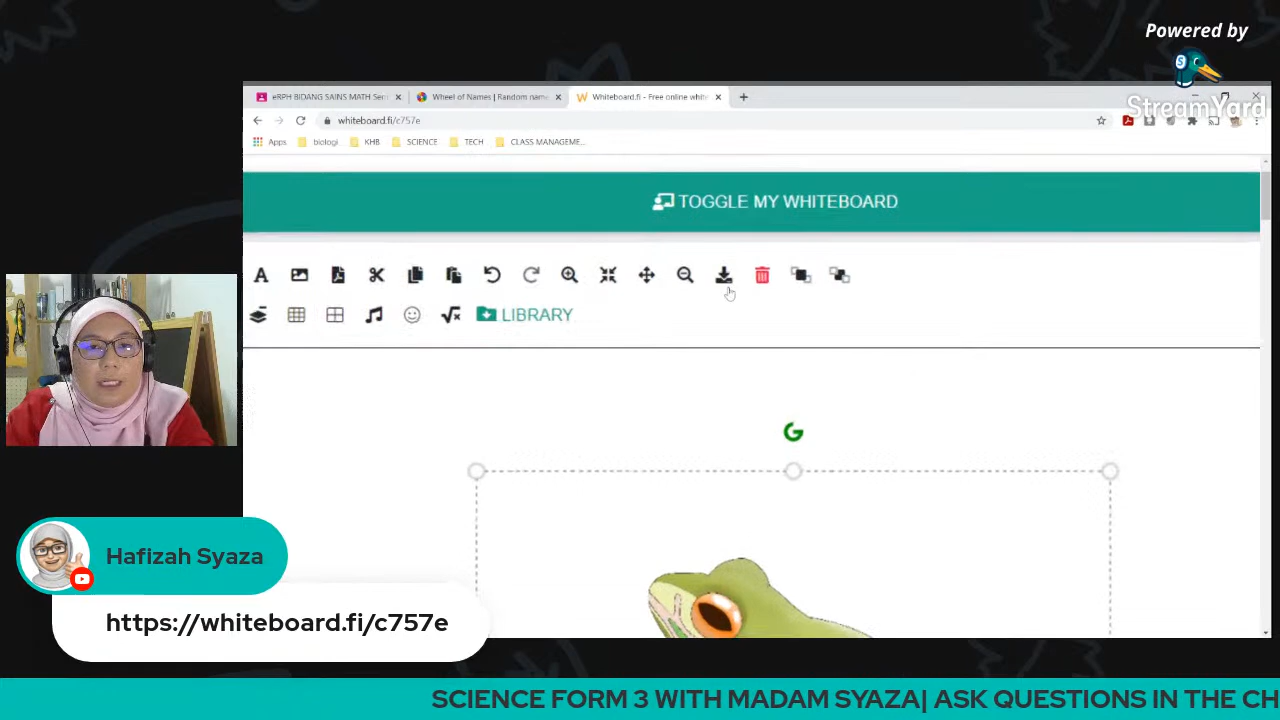 Powered by
StreamYard
eRPH BIDANG SAINS MATH Sem
Wheel of Names | Random name
Whiteboard.fi - Free online white
whiteboard.fi/c757e
Apps
biologi
KHB
SCIENCE
TECH
CLASS MANAGEME...
TOGGLE MY WHITEBOARD
LIBRARY
Hafizah Syaza
https://whiteboard.fi/c757e
SCIENCE FORM 3 WITH MADAM SYAZA| ASK QUESTIONS IN THE CH